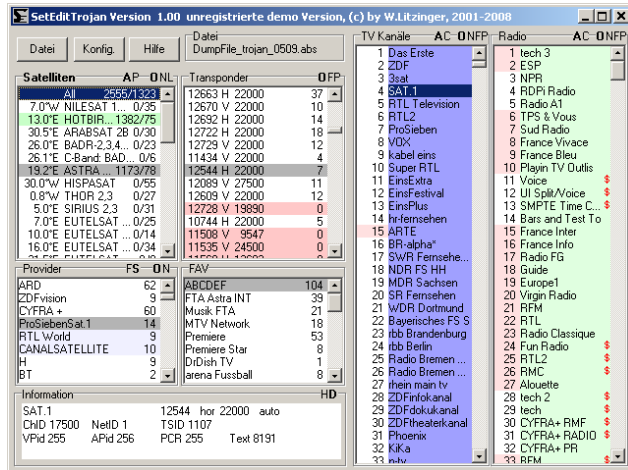 SetEditTrojan Version 1.00 unregistrierte demo Version, (c) by W.Litzinger, 2001-2008
Datei
Konfig.
Hilfe
Datei
DumpFile_trojan_0509.abs
Satelliten A P O N L
All 2555/1323
7.0°W NILESAT 1... 0/35
13.0°E HOTBIR... 1382/75
30.5°E ARABSAT 2B 0/30
26.0°E BADR-2,3,4... 0/23
26.1°E C-Band: BAD... 0/6
19.2°E ASTRA ... 1173/78
30.0°W HISPASAT 0/55
0.8°W THOR 2,3 0/27
5.0°E SIRIUS 2,3 0/31
7.0°E EUTELSAT ... 0/25
10.0°E EUTELSAT ... 0/14
16.0°E EUTELSAT ... 0/34
Transponder O F P
12663 H 22000 37
12670 V 22000 10
12692 H 22000 14
12722 H 22000 18
12729 V 22000 12
11434 V 22000 4
12544 H 22000 7
12089 V 27500 11
12609 V 22000 12
12728 V 19890 0
10744 H 22000 5
11508 V 9547 0
11535 V 24500 0
Provider F S O N
ARD 62
ZDFvision 9
CYFRA + 60
ProSiebenSat.1 14
RTL World 9
CANALSATELLITE 10
H 9
BT 2
FAV
ABCDEF 104
FTA Astra INT 39
Musik FTA 21
MTV Network 18
Premiere 53
Premiere Star 8
DrDish TV 1
arena Fussball 8
Information HD
SAT.1 12544 hor 22000 auto
ChID 17500 NetID 1 TSID 1107
VPid 255 APid 256 PCR 255 Text 8191
TV Kanäle A C O N F P
1 Das Erste
2 ZDF
3 3sat
4 SAT.1
5 RTL Television
6 RTL2
7 ProSieben
8 VOX
9 kabel eins
10 Super RTL
11 EinsExtra
12 EinsFestival
13 EinsPlus
14 hr-fernsehen
15 ARTE
16 BR-alpha*
17 SWR Fernsehe...
18 NDR FS HH
19 MDR Sachsen
20 SR Fernsehen
21 WDR Dortmund
22 Bayerisches FS S
23 rbb Brandenburg
24 rbb Berlin
25 Radio Bremen ...
26 Radio Bremen ...
27 rhein main tv
28 ZDFinfokanal
29 ZDFdokukanal
30 ZDFtheaterkanal
31 Phoenix
32 KiKa
33 n-tv
Radio A C O N F P
1 tech 3
2 ESP
3 NPR
4 RDPi Radio
5 Radio A1
6 TPS & Vous
7 Sud Radio
8 France Vivace
9 France Bleu
10 Playin TV Outlis
11 Voice $
12 UI Split/Voice $
13 SMPTE Time C... $
14 Bars and Test To
15 France Inter
16 France Info
17 Radio FG
18 Guide
19 Europe1
20 Virgin Radio
21 RFM
22 RTL
23 Radio Classique
24 Fun Radio $
25 RTL2 $
26 RMC $
27 Alouette
28 tech 2 $
29 tech $
30 CYFRA+ RMF $
31 CYFRA+ RADIO $
32 CYFRA+ PR $
33 RFM $